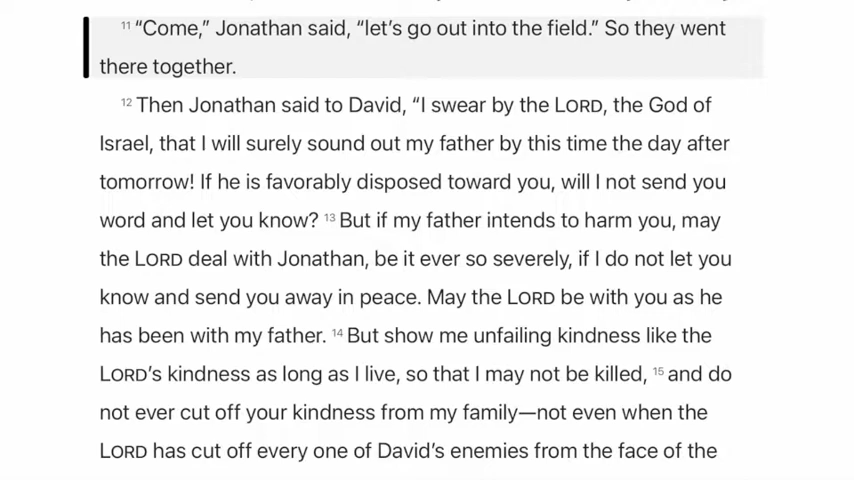 11 “Come,” Jonathan said, “let’s go out into the field.” So they went
there together.
12 Then Jonathan said to David, “I swear by the LORD, the God of
Israel, that I will surely sound out my father by this time the day after
tomorrow! If he is favorably disposed toward you, will I not send you
word and let you know? 13 But if my father intends to harm you, may
the LORD deal with Jonathan, be it ever so severely, if I do not let you
know and send you away in peace. May the LORD be with you as he
has been with my father. 14 But show me unfailing kindness like the
LORD’s kindness as long as I live, so that I may not be killed, 15 and do
not ever cut off your kindness from my family—not even when the
LORD has cut off every one of David’s enemies from the face of the